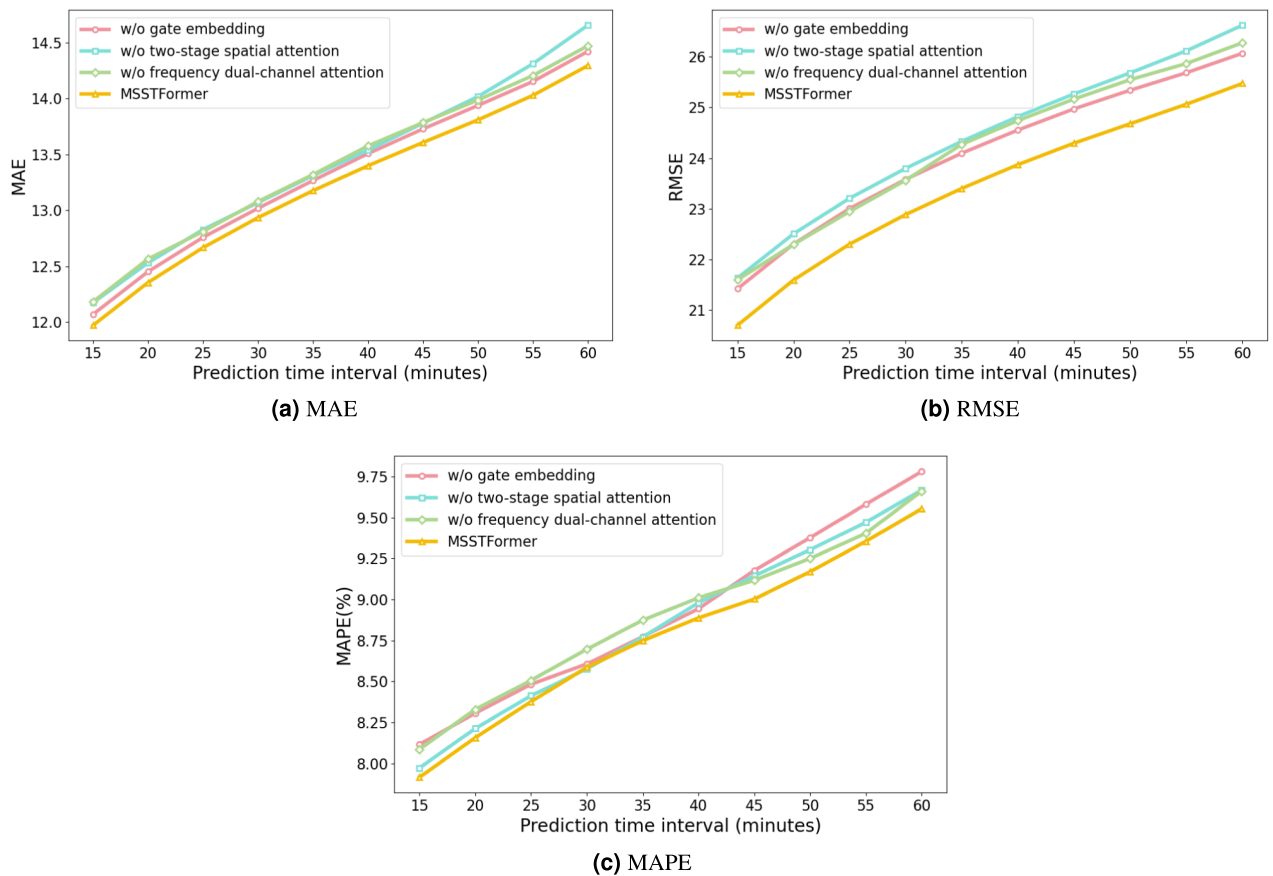 w/o gate embedding
w/o two-stage spatial attention
w/o frequency dual-channel attention
MSSTFormer
MAE
14.5
14.0
13.5
13.0
12.5
12.0
15 20 25 30 35 40 45 50 55 60
Prediction time interval (minutes)
(a) MAE
w/o gate embedding
w/o two-stage spatial attention
w/o frequency dual-channel attention
MSSTFormer
RMSE
26
25
24
23
22
21
15 20 25 30 35 40 45 50 55 60
Prediction time interval (minutes)
(b) RMSE
w/o gate embedding
w/o two-stage spatial attention
w/o frequency dual-channel attention
MSSTFormer
MAPE(%)
9.75
9.50
9.25
9.00
8.75
8.50
8.25
8.00
15 20 25 30 35 40 45 50 55 60
Prediction time interval (minutes)
(c) MAPE